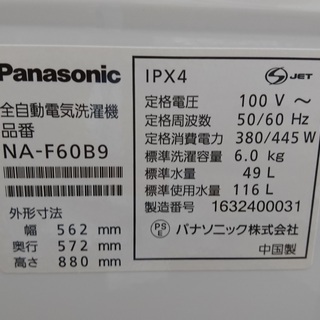 Panasonic
全自動電気洗濯機
品番
NA-F60B9
外形寸法
幅 562 mm
奥行 572 mm
高さ 880 mm
IPX4
S JET
定格電圧 100 V ～
定格周波数 50/60 Hz
定格消費電力 380/445 W
標準洗濯容量 6.0 kg
標準水量 49 L
標準使用水量 116 L
製造番号 1632400031
PS E パナソニック株式会社
中国製